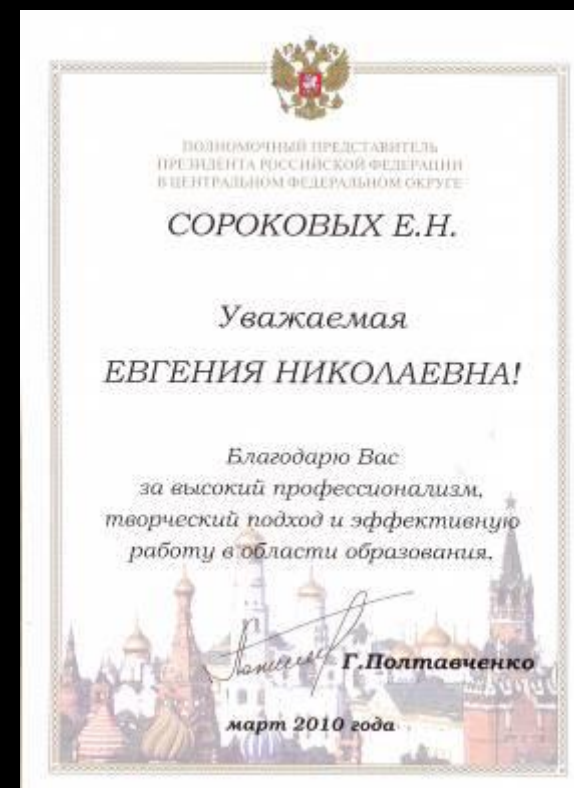 ПОЛНОМОЧНЫЙ ПРЕДСТАВИТЕЛЬ
ПРЕЗИДЕНТА РОССИЙСКОЙ ФЕДЕРАЦИИ
В ЦЕНТРАЛЬНОМ ФЕДЕРАЛЬНОМ ОКРУГЕ
СОРОКОВЫХ Е.Н.
Уважаемая
ЕВГЕНИЯ НИКОЛАЕВНА!
Благодарю Вас
за высокий профессионализм,
творческий подход и эффективную
работу в области образования.
Г.Полтавченко
март 2010 года